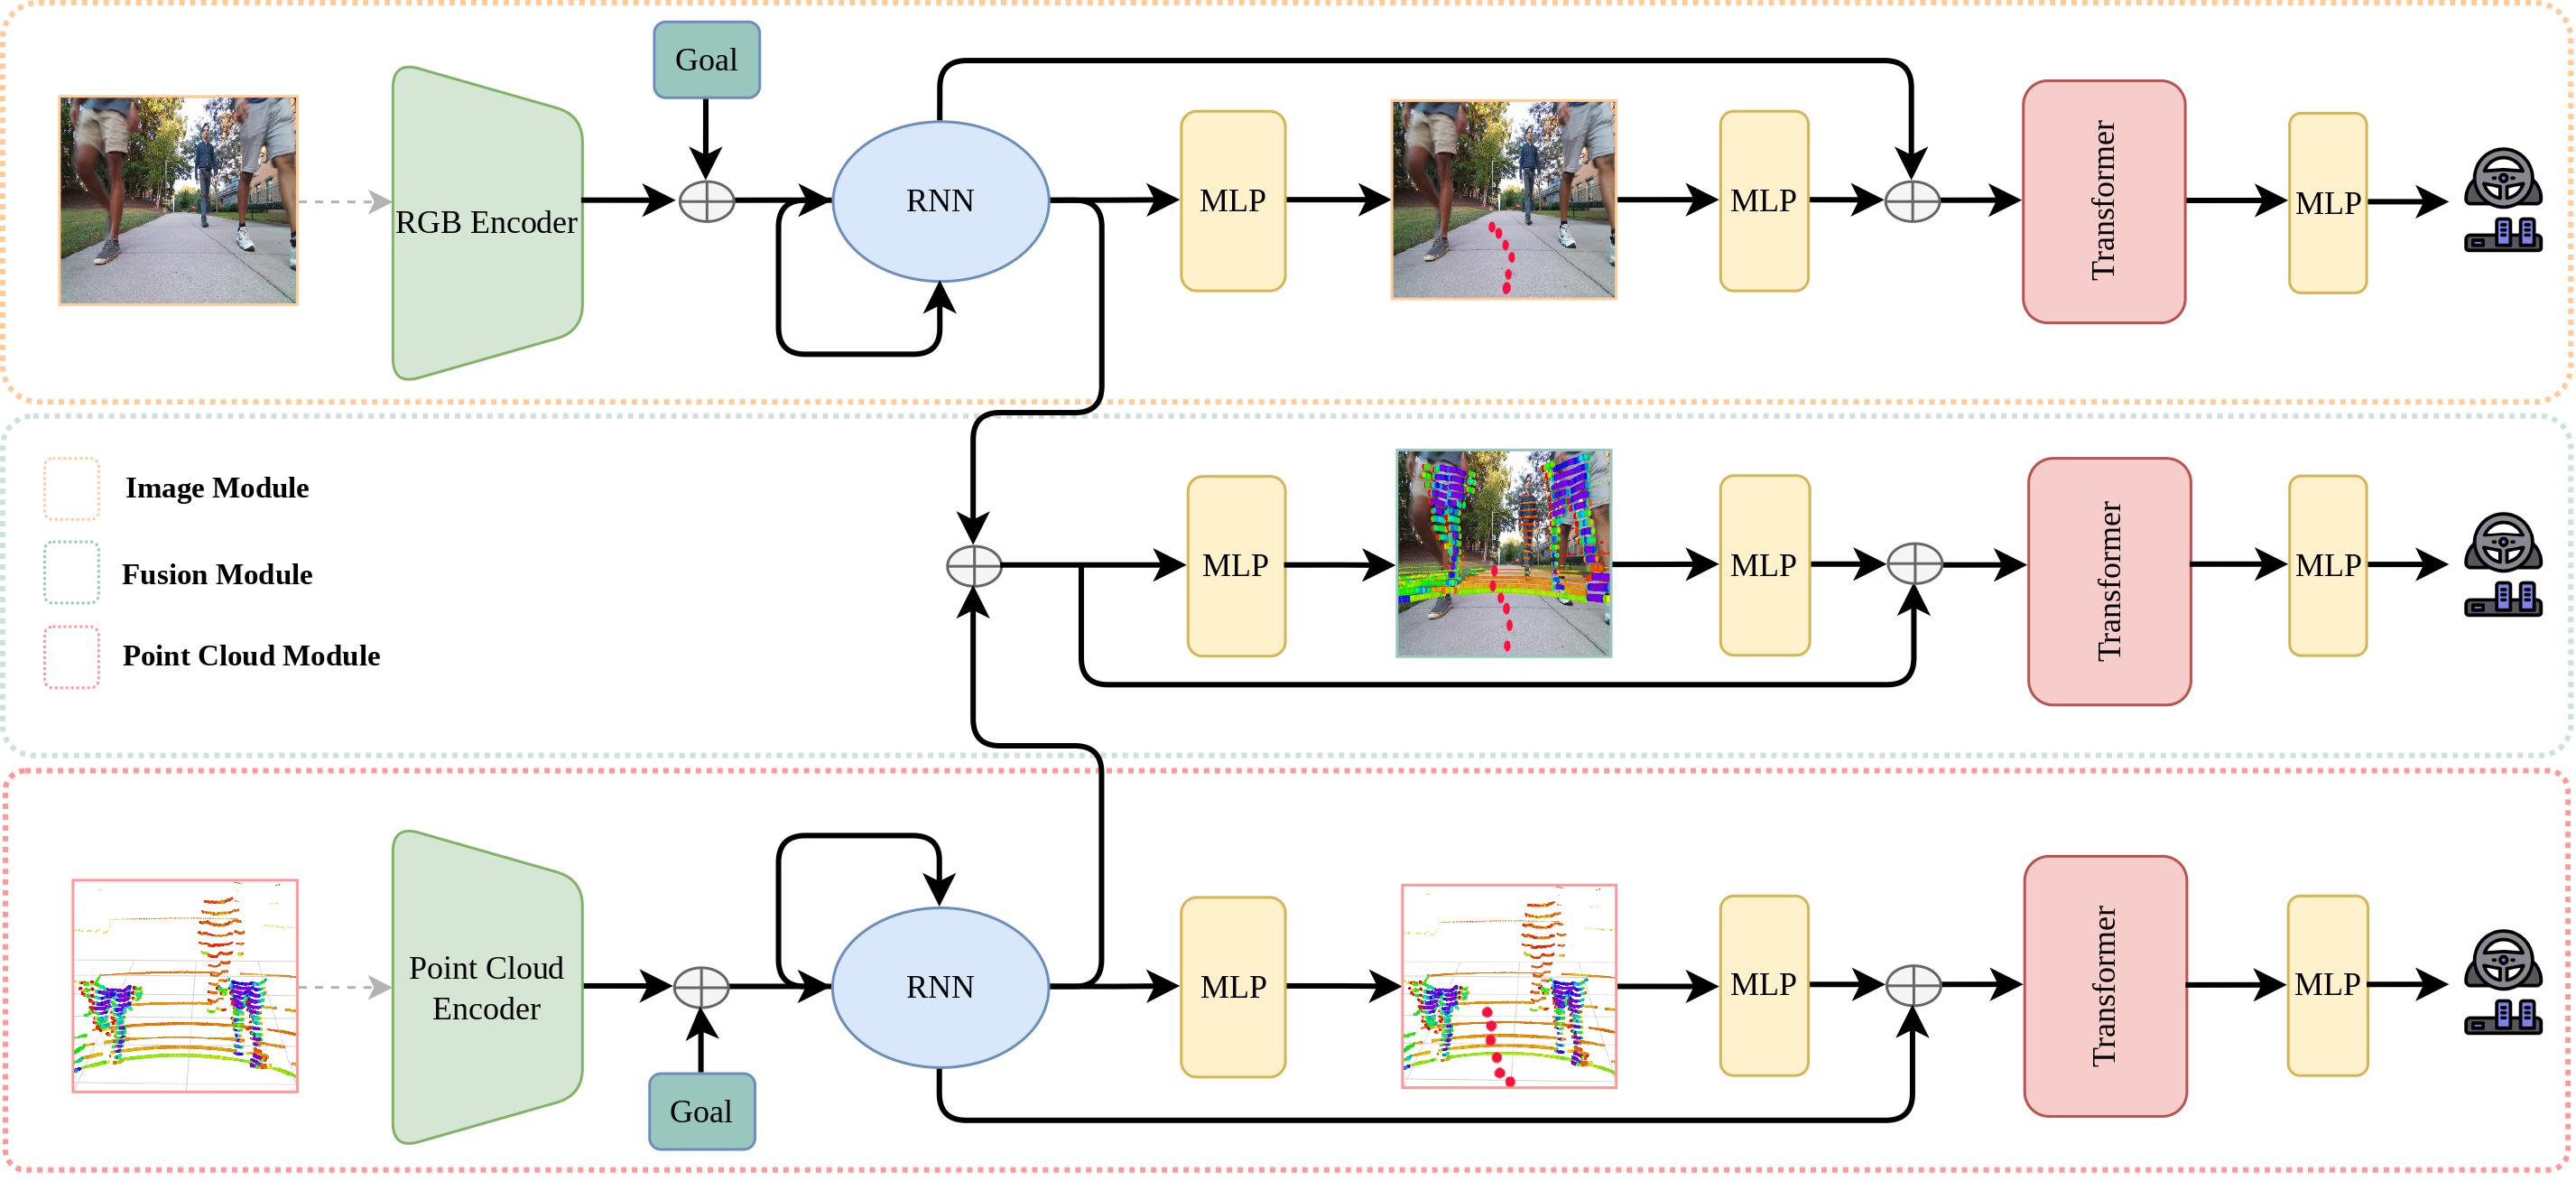 Goal
RGB Encoder
RNN
MLP
MLP
Transformer
MLP
Image Module
Fusion Module
Point Cloud Module
MLP
MLP
Transformer
MLP
Point Cloud
Encoder
Goal
RNN
MLP
MLP
Transformer
MLP